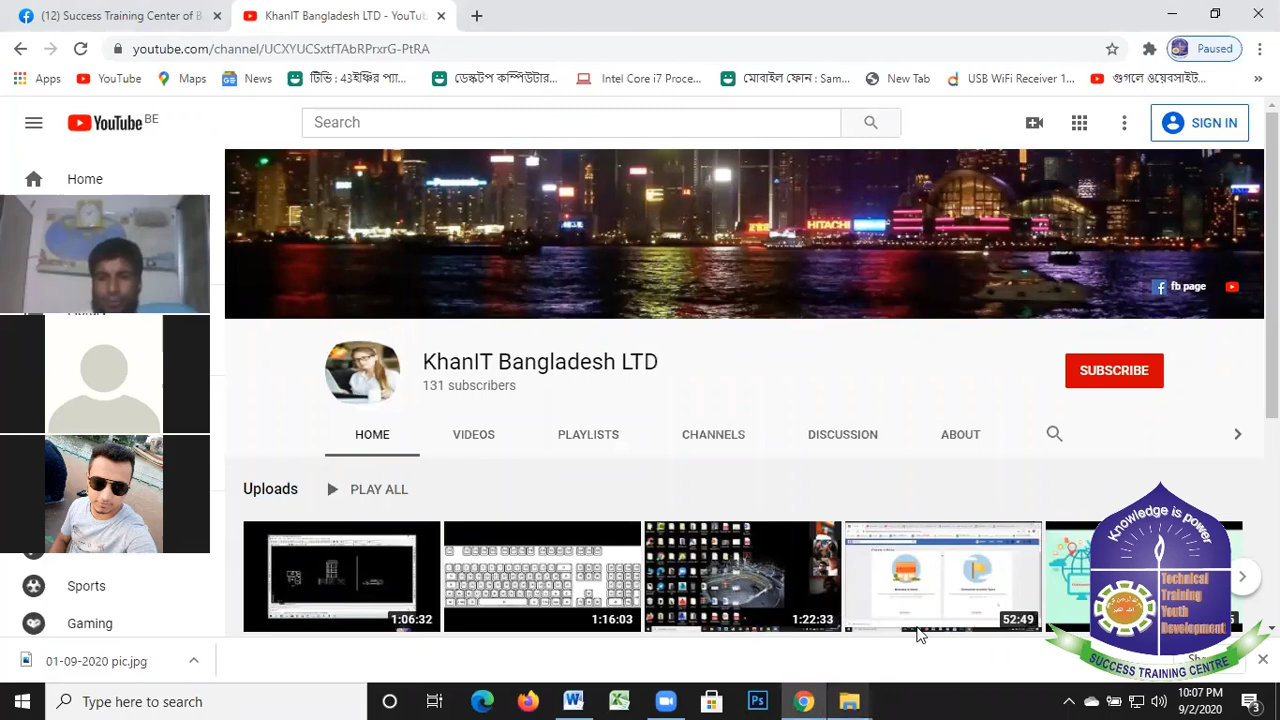 (12) Success Training Center of B
KhanIT Bangladesh LTD - YouTu
youtube.com/channel/UCXYUCSxtfTAbRPrxrG-PtRA
Paused
Apps
YouTube
Maps
News
টিভি : 43ইঞ্চির প্যা...
ডেস্কটপ কম্পিউটার...
Intel Core i7 Proce...
মোবাইল ফোন : Sam...
New Tab
USB WiFi Receiver 1...
গুগলে ওয়েবসাইট...
»
YouTube BE
Search
SIGN IN
Home
HITACHI
fb page
KhanIT Bangladesh LTD
131 subscribers
SUBSCRIBE
HOME
VIDEOS
PLAYLISTS
CHANNELS
DISCUSSION
ABOUT
Uploads
PLAY ALL
1:06:32
1:16:03
1:22:33
52:49
Sports
Gaming
Knowledge is power
Technical
Training
Youth
Development
SUCCESS TRAINING CENTRE
01-09-2020 pic.jpg
Type here to search
10:07 PM
9/2/2020
3